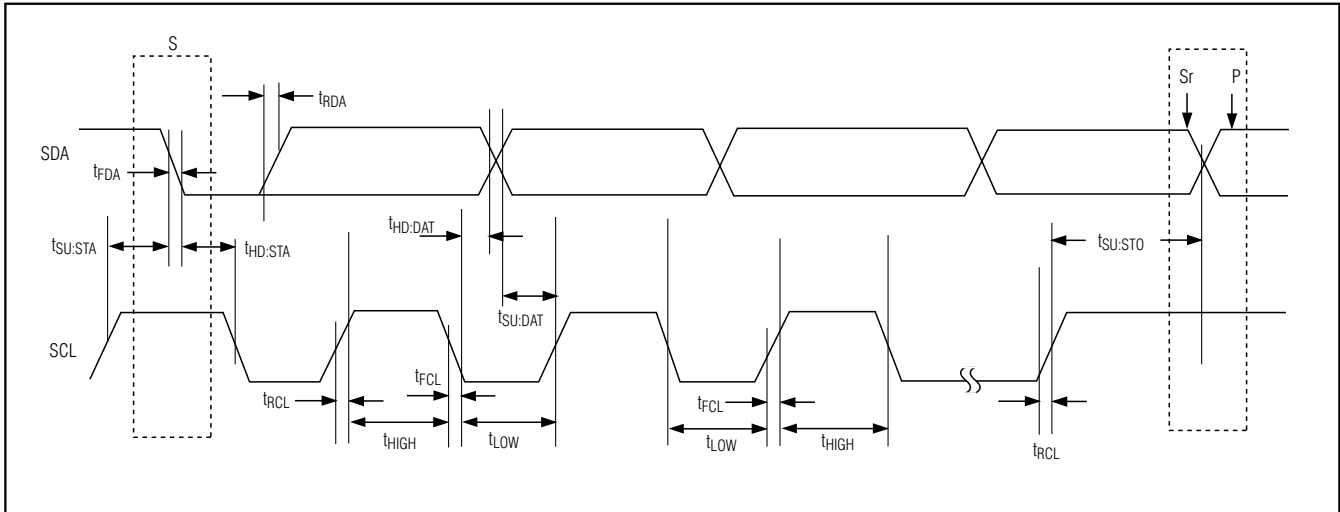 S
Sr P
tRDA
SDA
tFDA
tHD:DAT
tSU:STA
tHD:STA
tSU:STO
tSU:DAT
SCL
tFCL
tRCL
tFCL
tHIGH
tLOW
tLOW
tHIGH
tRCL